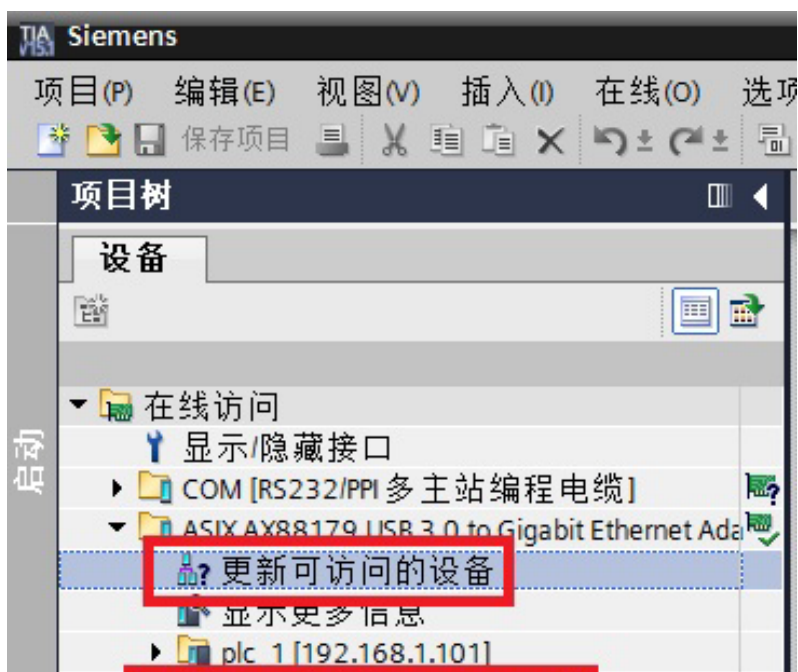 TIA
V15.1
Siemens
项目(P) 编辑(E) 视图(V) 插入(I) 在线(O) 选项
保存项目
项目树
设备
启动
在线访问
显示/隐藏接口
COM [RS232/PPI 多主站编程电缆]
ASIX AX88179 USB 3.0 to Gigabit Ethernet Ada
更新可访问的设备
显示更多信息
plc_1 [192.168.1.101]